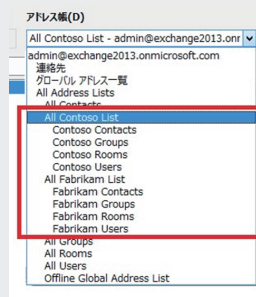 アドレス帳(D)
All Contoso List - admin@exchange2013.onr
admin@exchange2013.onmicrosoft.com
連絡先
グローバル アドレス一覧
All Address Lists
All Contacts
All Contoso List
Contoso Contacts
Contoso Groups
Contoso Rooms
Contoso Users
All Fabrikam List
Fabrikam Contacts
Fabrikam Groups
Fabrikam Rooms
Fabrikam Users
All Groups
All Rooms
All Users
Offline Global Address List